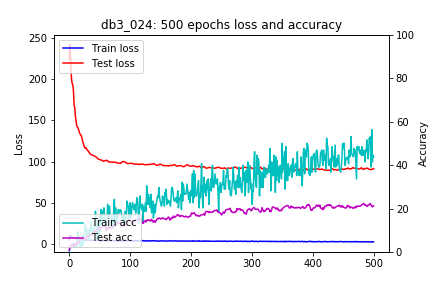 db3_024: 500 epochs loss and accuracy
Train loss
Test loss
Train acc
Test acc
Loss
250
200
150
100
50
0
Accuracy
100
80
60
40
20
0
0 100 200 300 400 500